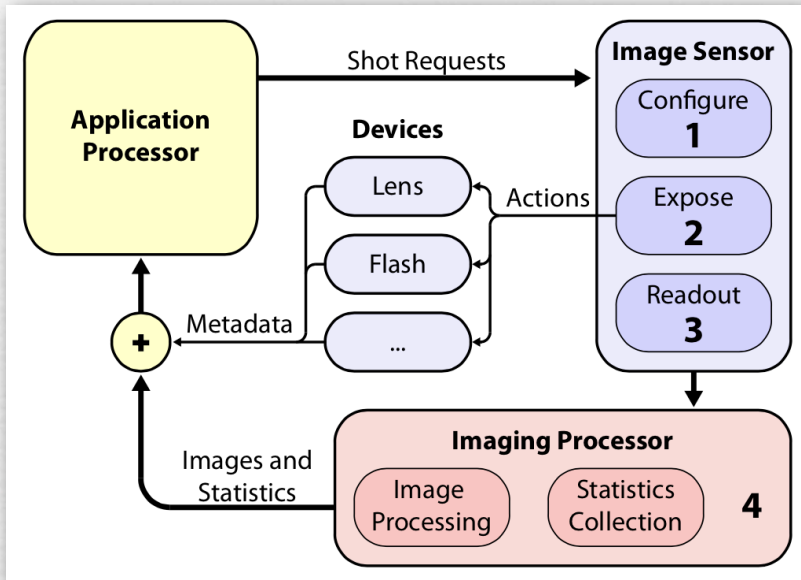 Application
Processor
Shot Requests
Image Sensor
Configure
1
Expose
2
Readout
3
Devices
Lens
Flash
...
Actions
Metadata
+
Imaging Processor
Image
Processing
Statistics
Collection
4
Images and
Statistics